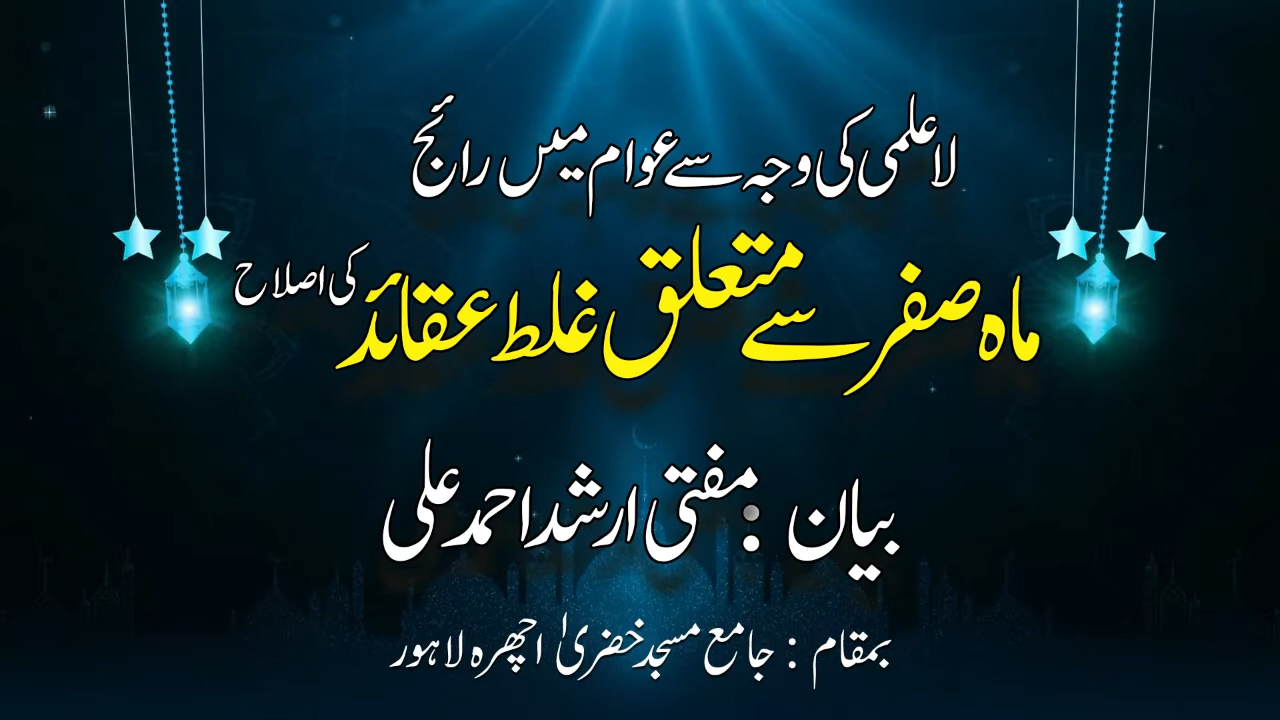 لاعلمی کی وجہ سے عوام میں رائج
ماہ صفر سے متعلق غلط عقائد کی اصلاح
بیان : مفتی ارشد احمد علی
بمقام : جامع مسجد خضریٰ اچھرہ لاہور